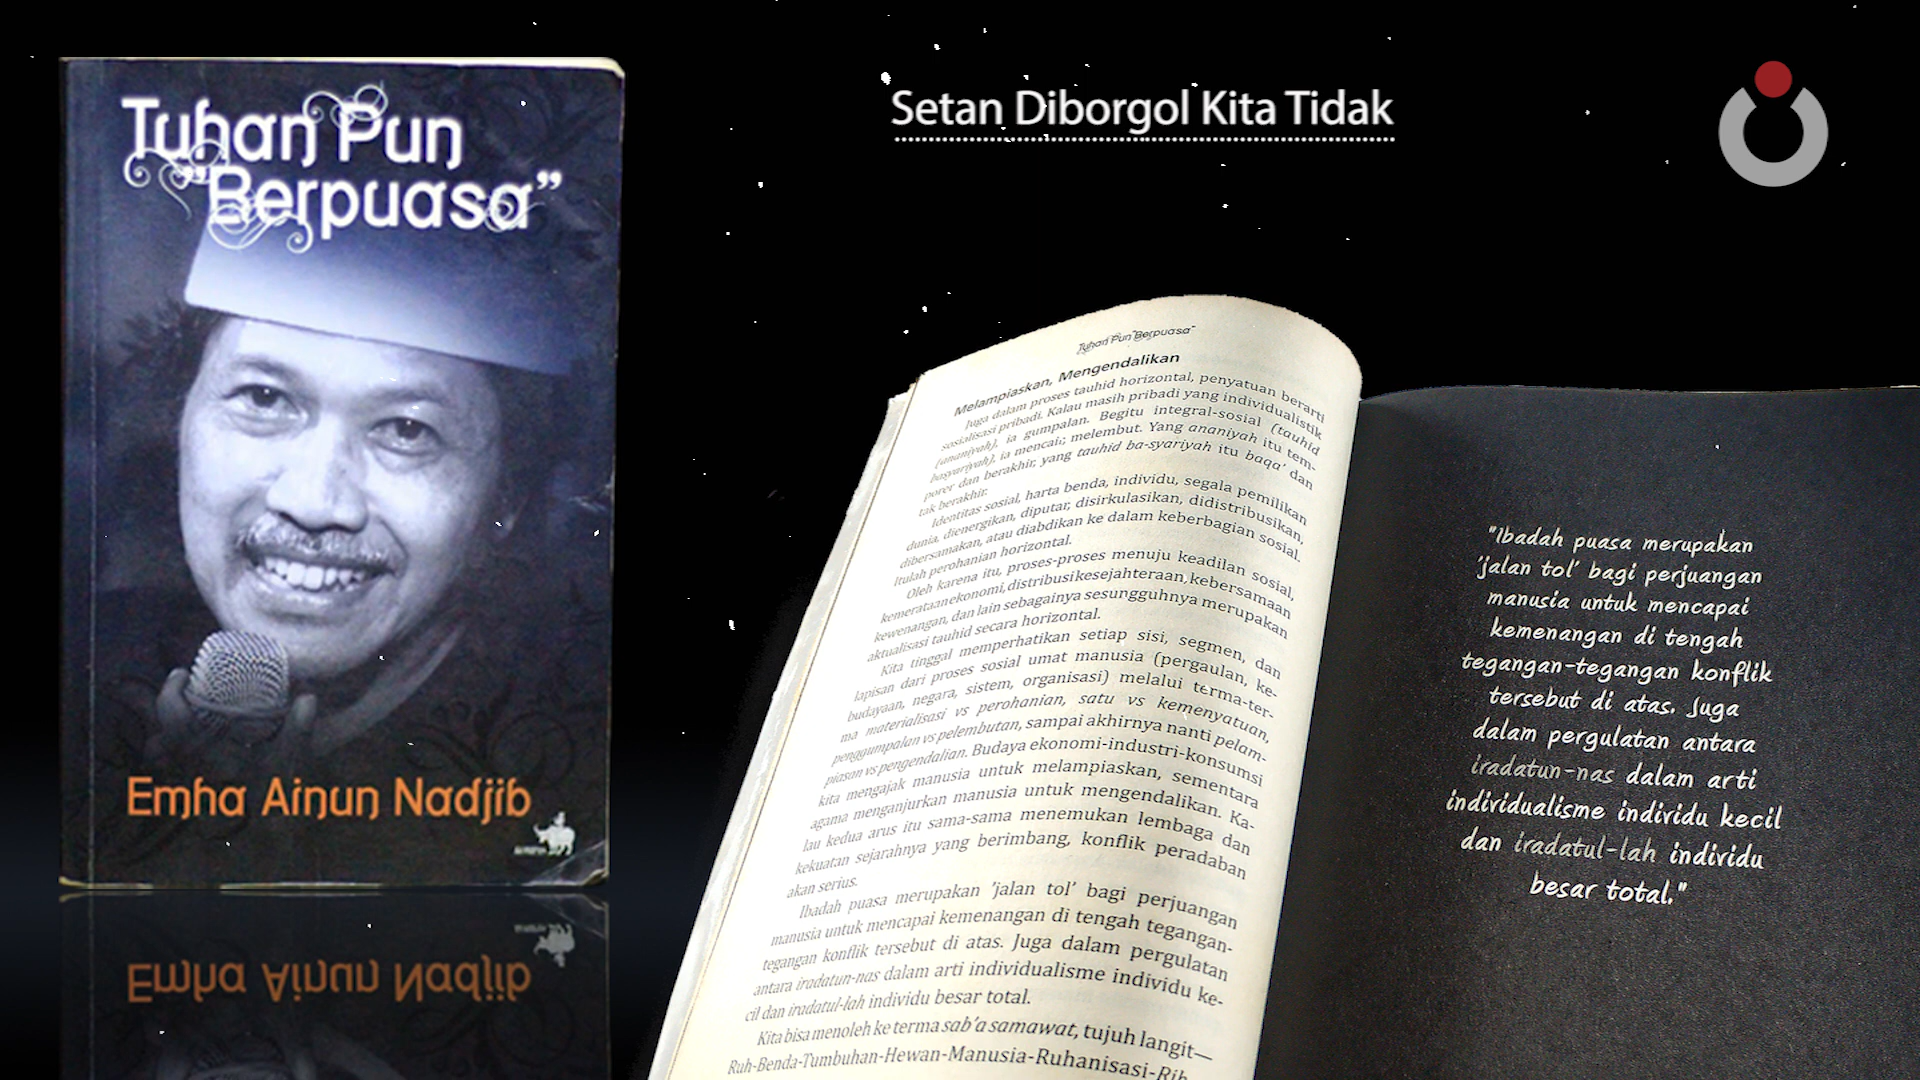 Tuhan Pun
"Berpuasa"
Emha Ainun Nadjib
Setan Diborgol Kita Tidak
Tuhan Pun "Berpuasa"
Melampiaskan, Mengendalikan
Juga dalam proses tauhid horizontal, penyatuan berarti
sosialisasi pribadi. Kalau masih pribadi yang individualistik
(ananiyah), ia gumpalan. Begitu integral-sosial (tauhid
basyariyah), ia mencair, melembut. Yang ananiyah itu tem-
porer dan berakhir, yang tauhid ba-syariyah itu baqa' dan
tak berakhir.
Identitas sosial, harta benda, individu, segala pemilikan
dunia, dienergikan, diputar, disirkulasikan, didistribusikan,
dibersamakan, atau diabdikan ke dalam keberbagian sosial.
Itulah perohanian horizontal.
Oleh karena itu, proses-proses menuju keadilan sosial,
kemerataan ekonomi, distribusi kesejahteraan, kebersamaan
kewenangan, dan lain sebagainya sesungguhnya merupakan
aktualisasi tauhid secara horizontal.
Kita tinggal memperhatikan setiap sisi, segmen, dan
lapisan dari proses sosial umat manusia (pergaulan, ke-
budayaan, negara, sistem, organisasi) melalui terma-ter-
ma materialisasi vs perohanian, satu vs kemenyatuan,
penggumpalan vs pelembutan, sampai akhirnya nanti pelam-
piasan vs pengendalian. Budaya ekonomi-industri-konsumsi
kita mengajak manusia untuk melampiaskan, sementara
agama menganjurkan manusia untuk mengendalikan. Ka-
lau kedua arus itu sama-sama menemukan lembaga dan
kekuatan sejarahnya yang berimbang, konflik peradaban
akan serius.
Ibadah puasa merupakan 'jalan tol' bagi perjuangan
manusia untuk mencapai kemenangan di tengah tegangan-
tegangan konflik tersebut di atas. Juga dalam pergulatan
antara iradatun-nas dalam arti individualisme individu ke-
cil dan iradatul-lah individu besar total.
Kita bisa menoleh ke terma sab'a samawat, tujuh langit—
Ruh-Benda-Tumbuhan-Hewan-Manusia-Ruhanisasi-Rih
"Ibadah puasa merupakan
'jalan tol' bagi perjuangan
manusia untuk mencapai
kemenangan di tengah
tegangan-tegangan konflik
tersebut di atas. Juga
dalam pergulatan antara
iradatun-nas dalam arti
individualisme individu kecil
dan iradatul-lah individu
besar total."